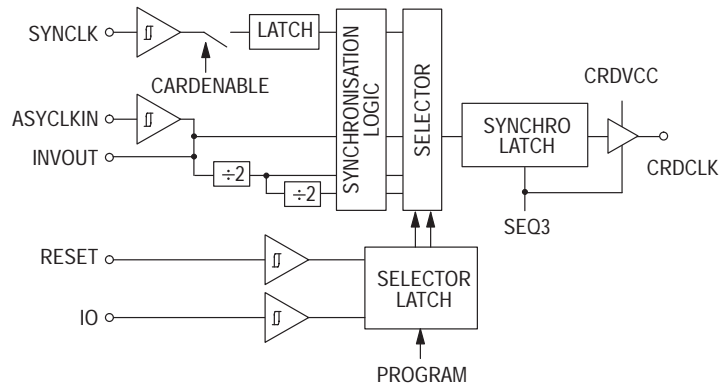 SYNCLK
LATCH
CARDENABLE
SYNCHRONISATION
LOGIC
SELECTOR
CRDVCC
ASYCLKIN
SYNCHRO
LATCH
INVOUT
CRDCLK
÷2
÷2
SEQ3
RESET
SELECTOR
LATCH
IO
PROGRAM